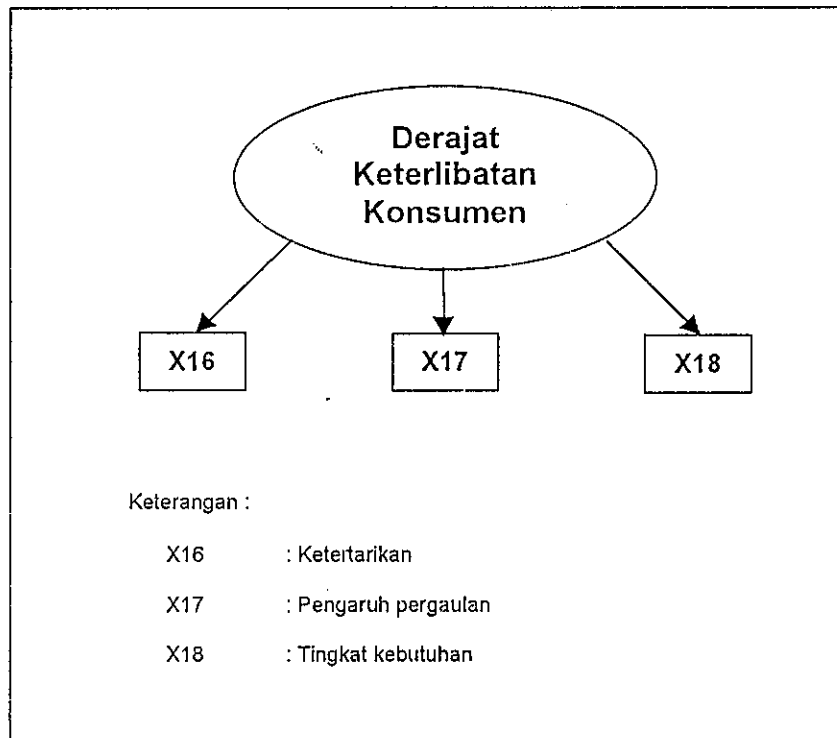 Derajat
Keterlibatan
Konsumen
X16 X17 X18
Keterangan :
X16 : Ketertarikan
X17 : Pengaruh pergaulan
X18 : Tingkat kebutuhan